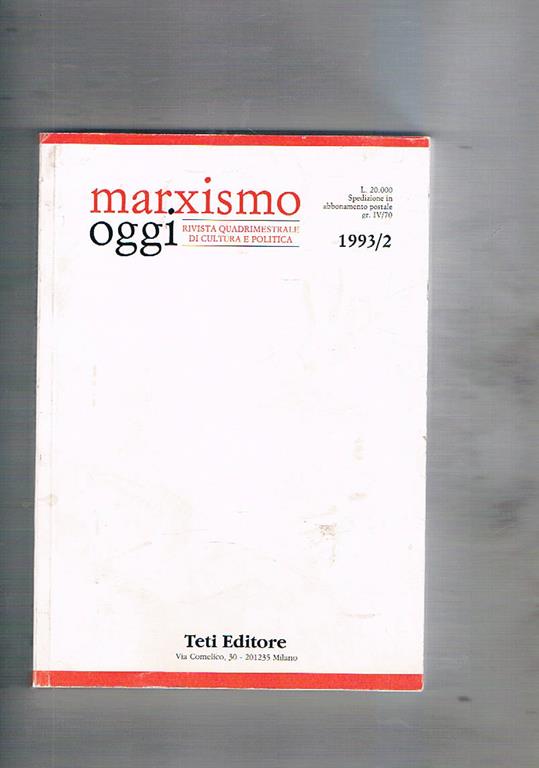 marxismo
oggi
RIVISTA QUADRIMESTRALE
DI CULTURA E POLITICA
L. 20.000
Spedizione in
abbonamento postale
gr. IV/70
1993/2
Teti Editore
Via Comelico, 30 - 201235 Milano